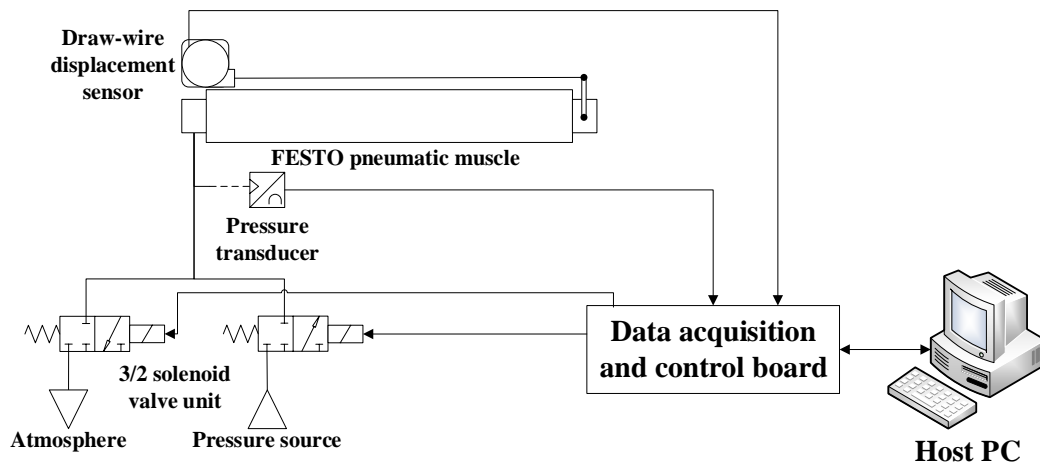 Draw-wire
displacement
sensor
FESTO pneumatic muscle
Pressure
transducer
Data acquisition
and control board
3/2 solenoid
valve unit
Atmosphere
Pressure source
Host PC